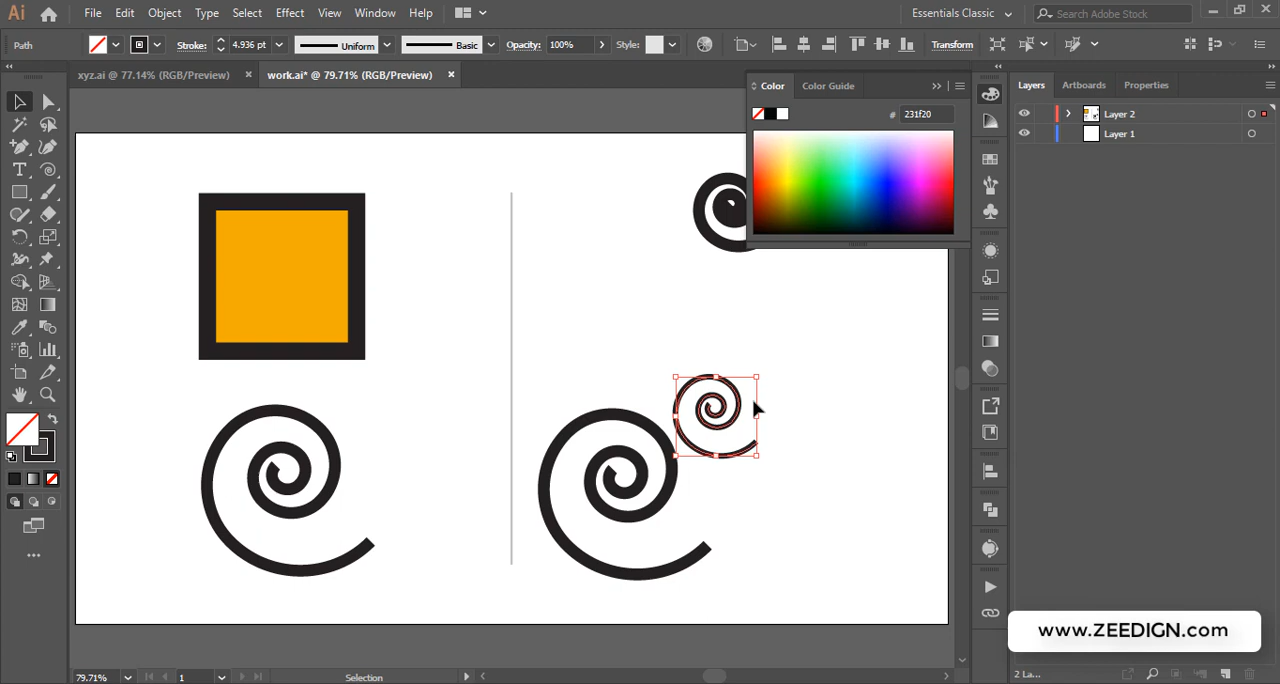 Ai File Edit Object Type Select Effect View Window Help Essentials Classic Search Adobe Stock
Path Stroke: 4.936 pt Uniform Basic Opacity: 100% Style: Transform
xyz.ai @ 77.14% (RGB/Preview) × work.ai* @ 79.71% (RGB/Preview) ×
Color Color Guide
# 231f20
Layers Artboards Properties
Layer 2
Layer 1
www.ZEEDIGN.com
79.71% 1 Selection
2 La...